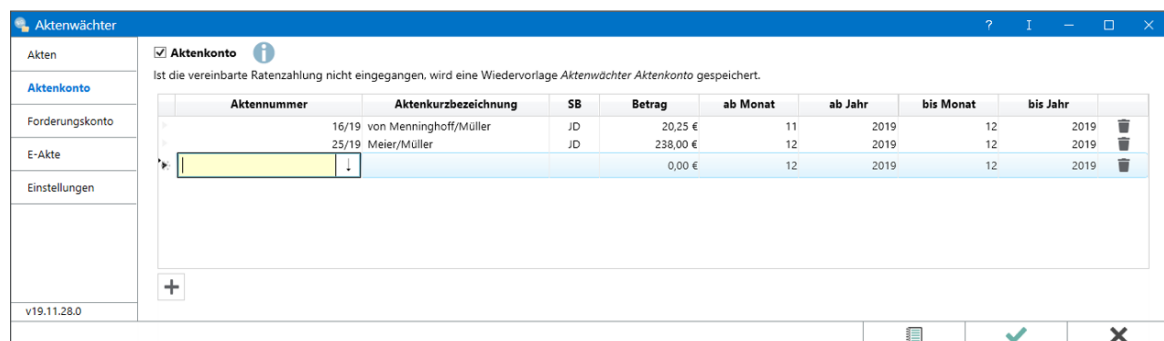 Aktenwächter
Akten
Aktenkonto
Forderungskonto
E-Akte
Einstellungen
v19.11.28.0
Aktenkonto
Ist die vereinbarte Ratenzahlung nicht eingegangen, wird eine Wiedervorlage Aktenwächter Aktenkonto gespeichert.
Aktennummer Aktenkurzbezeichnung SB Betrag ab Monat ab Jahr bis Monat bis Jahr
16/19 von Menninghoff/Müller JD 20,25 € 11 2019 12 2019
25/19 Meier/Müller JD 238,00 € 12 2019 12 2019
0,00 € 12 2019 12 2019